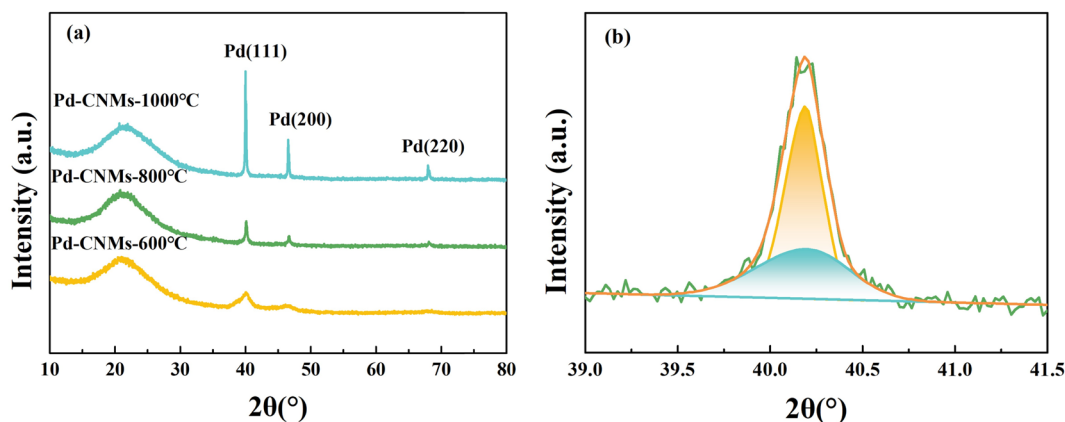 (a)
Pd(111)
Pd-CNMs-1000°C
Pd(200)
Pd(220)
Pd-CNMs-800°C
Pd-CNMs-600°C
Intensity (a.u.)
10 20 30 40 50 60 70 80
2θ(°)
(b)
Intensity (a.u.)
39.0 39.5 40.0 40.5 41.0 41.5
2θ(°)